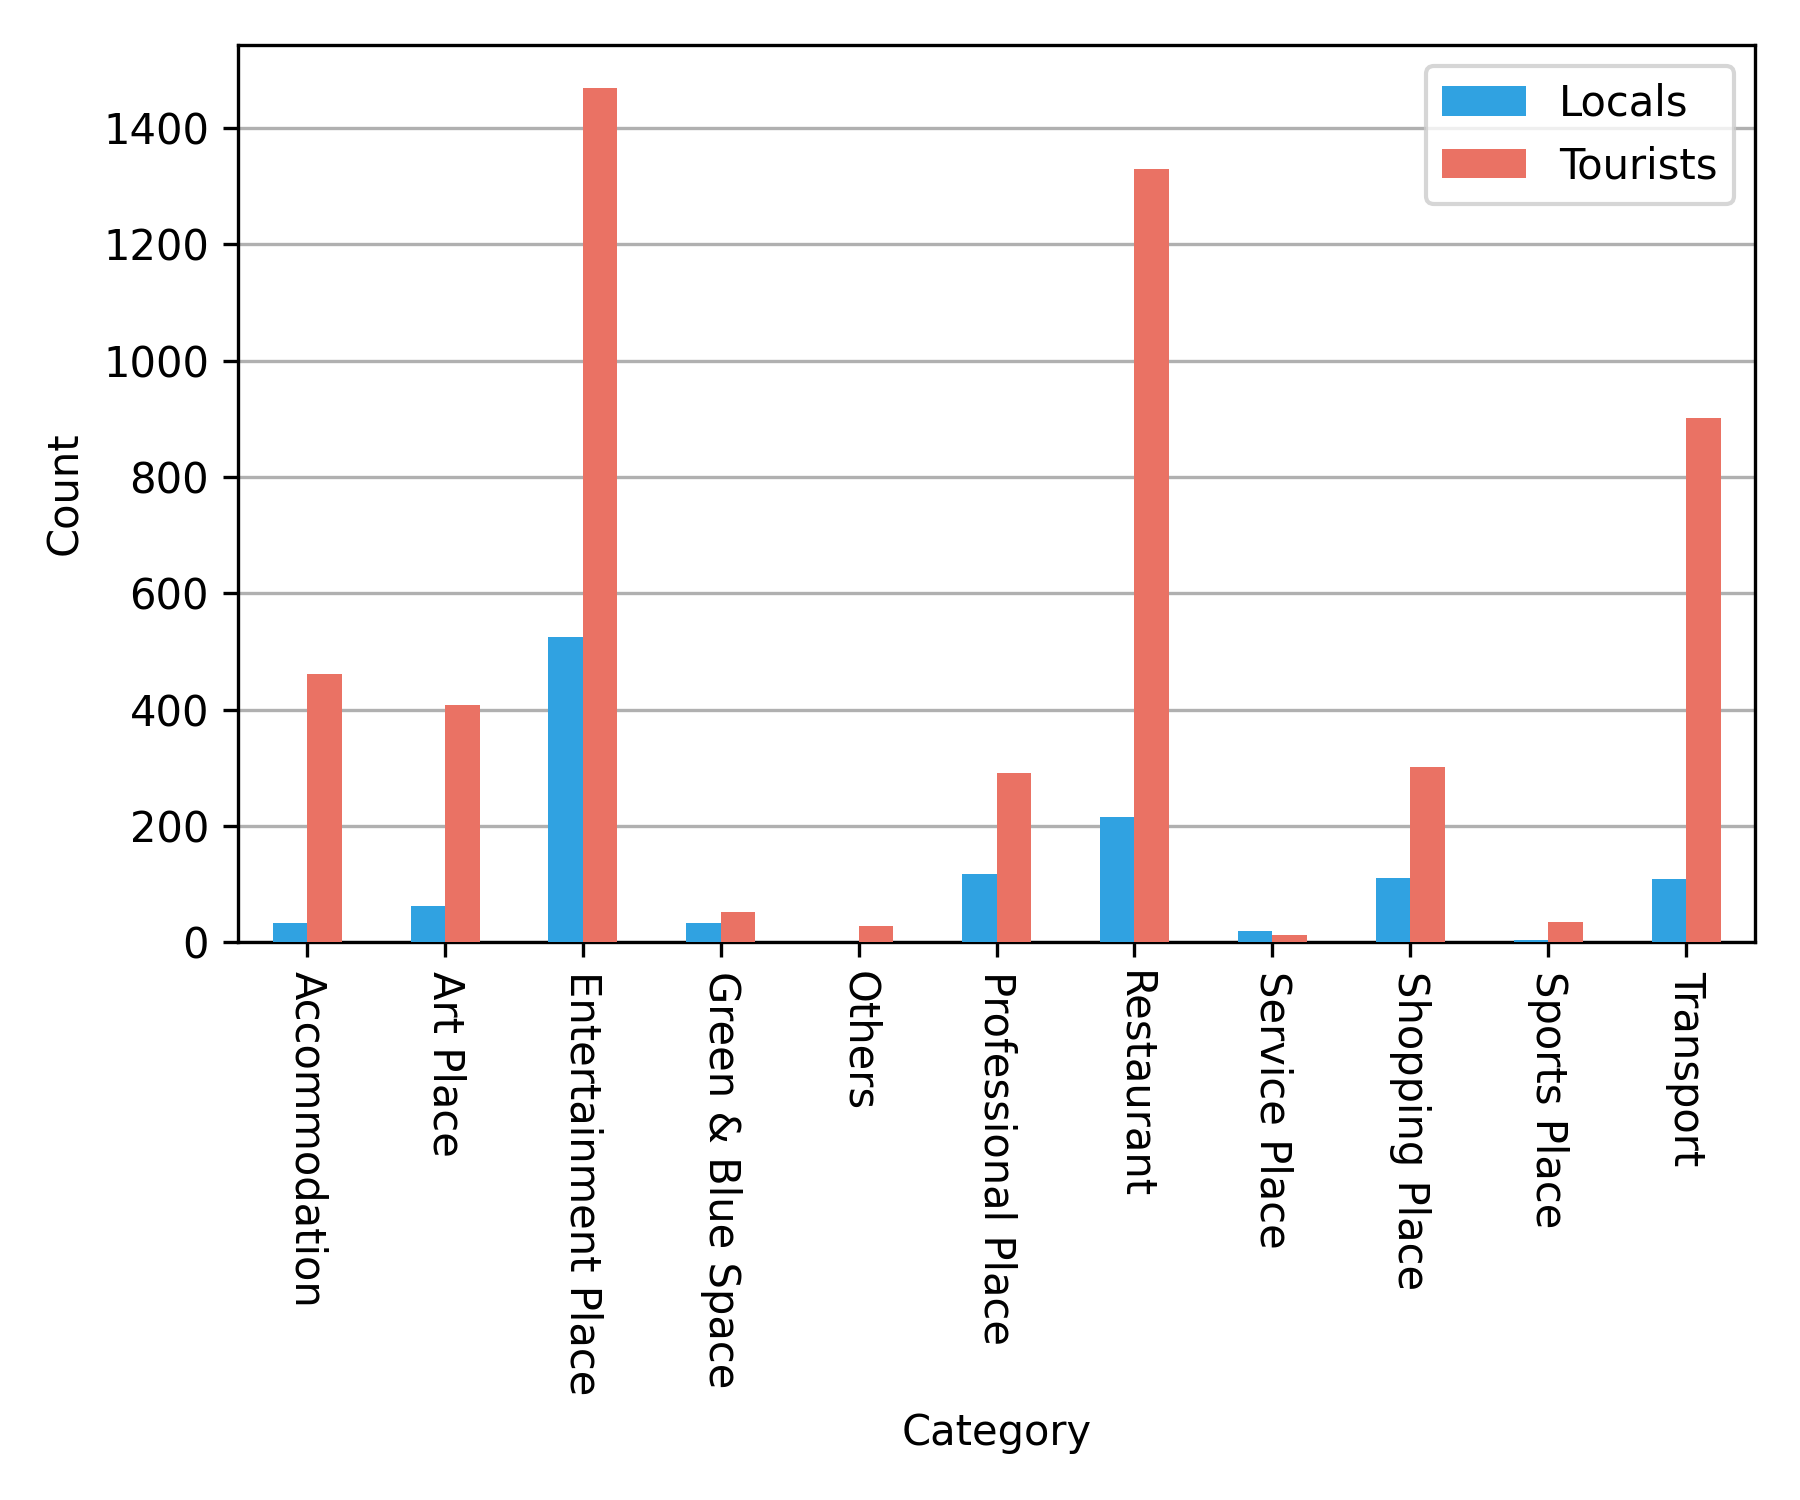 Locals
Tourists
1400
1200
1000
800
600
400
200
0
Count
Accommodation
Art Place
Entertainment Place
Green & Blue Space
Others
Professional Place
Restaurant
Service Place
Shopping Place
Sports Place
Transport
Category